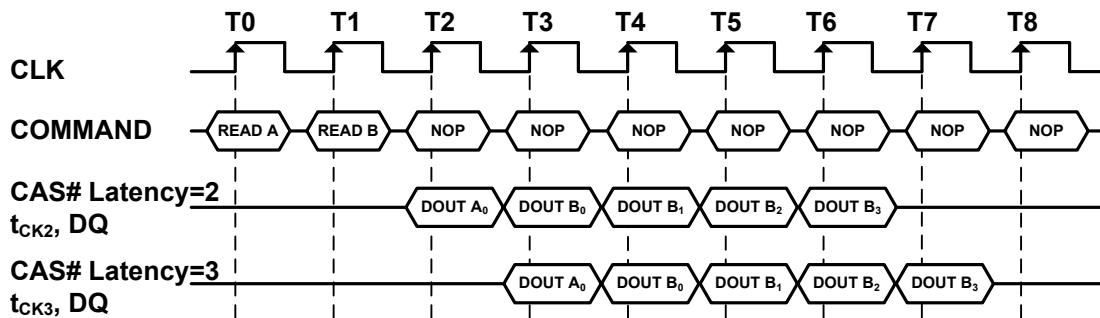 T0 T1 T2 T3 T4 T5 T6 T7 T8
CLK
COMMAND READ A READ B NOP NOP NOP NOP NOP NOP NOP
CAS# Latency=2
tCK2, DQ DOUT A0 DOUT B0 DOUT B1 DOUT B2 DOUT B3
CAS# Latency=3
tCK3, DQ DOUT A0 DOUT B0 DOUT B1 DOUT B2 DOUT B3